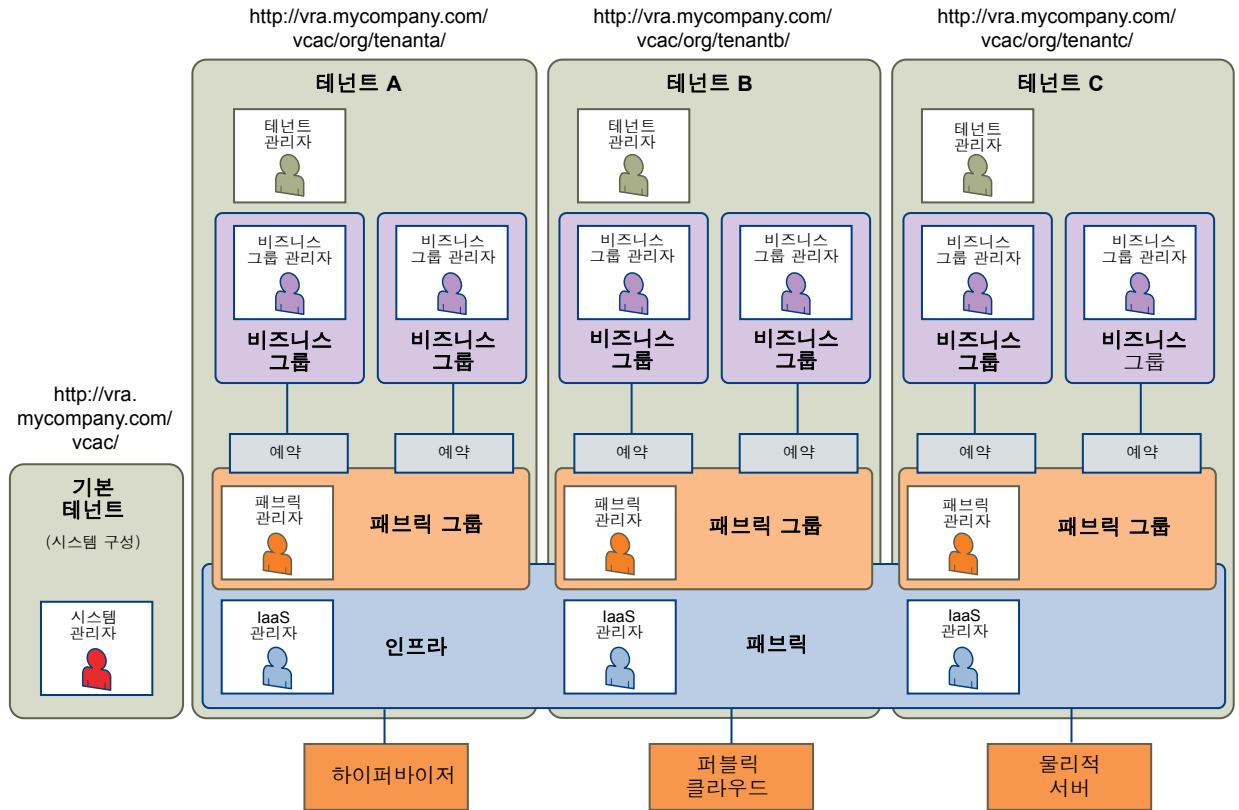 http://vra.mycompany.com/
vcac/org/tenanta/
http://vra.mycompany.com/
vcac/org/tenantb/
http://vra.mycompany.com/
vcac/org/tenantc/
테넌트 A
테넌트 B
테넌트 C
테넌트
관리자
테넌트
관리자
테넌트
관리자
비즈니스
그룹 관리자
비즈니스
그룹 관리자
비즈니스
그룹 관리자
비즈니스
그룹 관리자
비즈니스
그룹 관리자
비즈니스
그룹 관리자
비즈니스
그룹
비즈니스
그룹
비즈니스
그룹
비즈니스
그룹
비즈니스
그룹
비즈니스
그룹
http://vra.
mycompany.com/
vcac/
예약
예약
예약
예약
예약
예약
기본
테넌트
(시스템 구성)
패브릭
관리자
패브릭 그룹
패브릭
관리자
패브릭 그룹
패브릭
관리자
패브릭 그룹
시스템
관리자
IaaS
관리자
인프라
IaaS
관리자
패브릭
IaaS
관리자
하이퍼바이저
퍼블릭
클라우드
물리적
서버